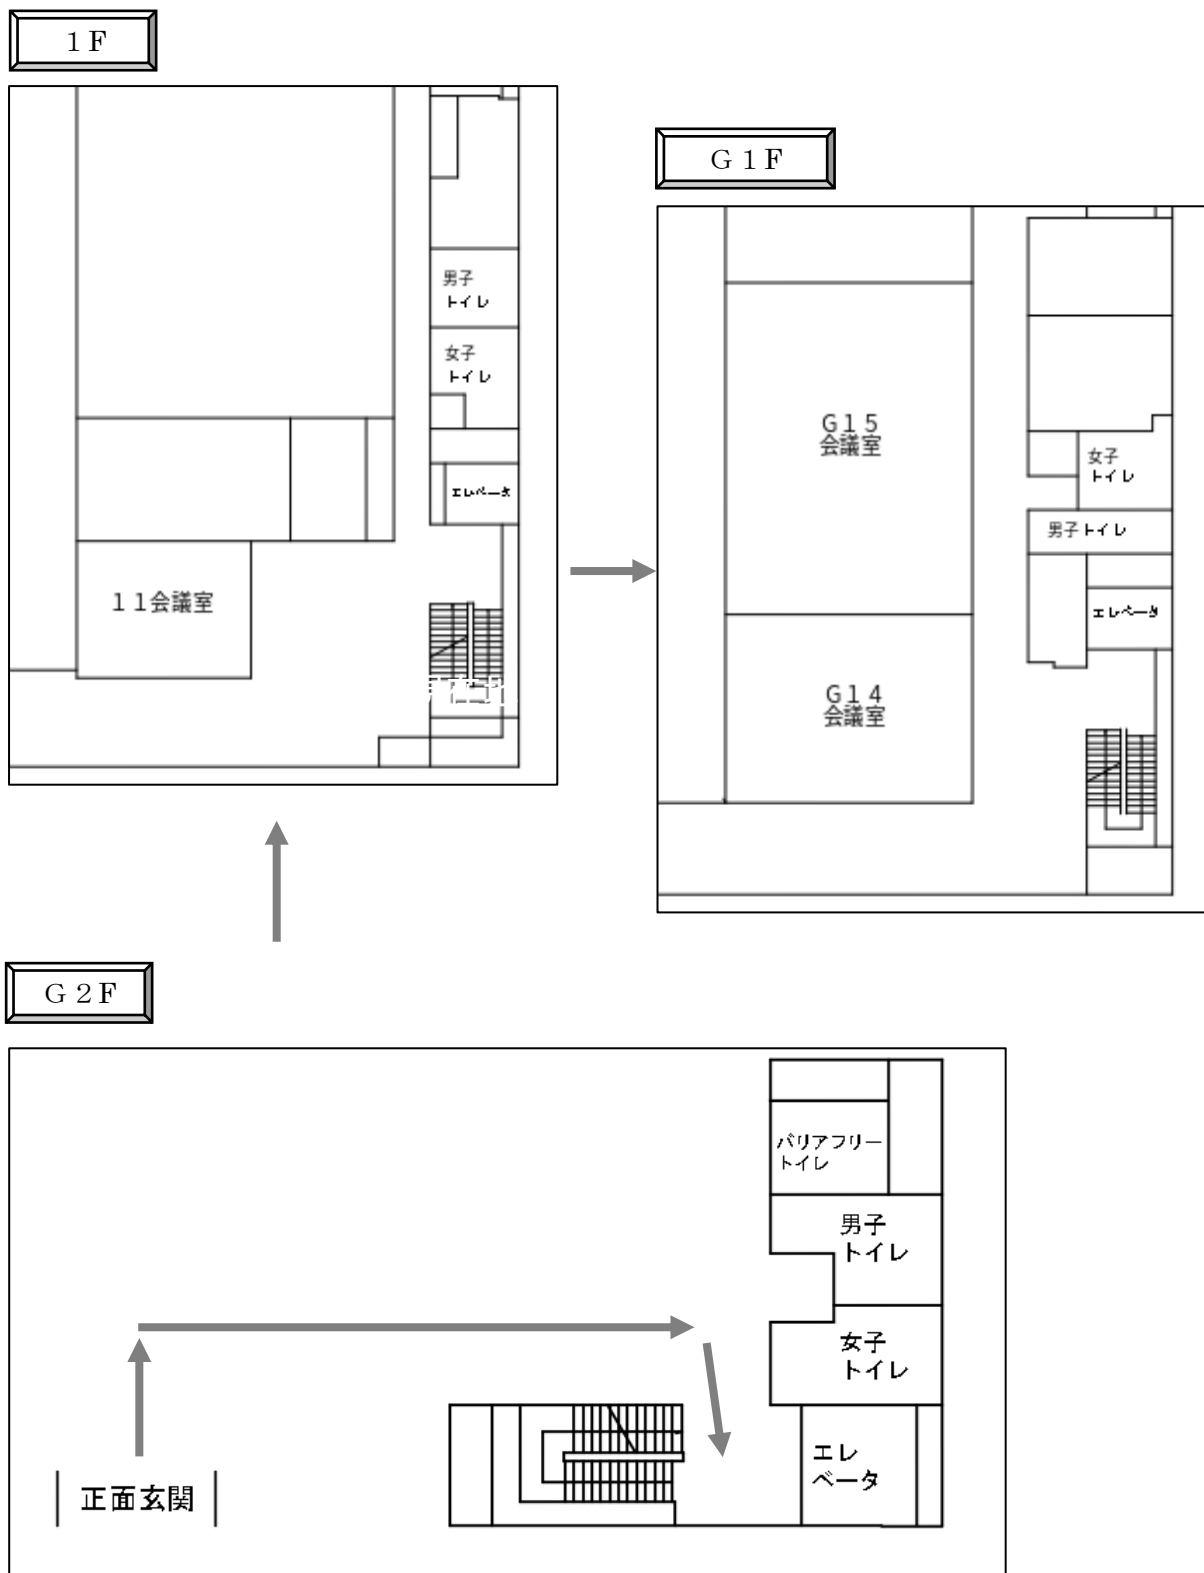 １Ｆ
Ｇ１Ｆ
男子
トイレ
女子
トイレ
エレベータ
１１会議室
Ｇ１５
会議室
女子
トイレ
男子トイレ
エレベータ
Ｇ１４
会議室
Ｇ２Ｆ
バリアフリー
トイレ
男子
トイレ
女子
トイレ
エレ
ベータ
正面玄関